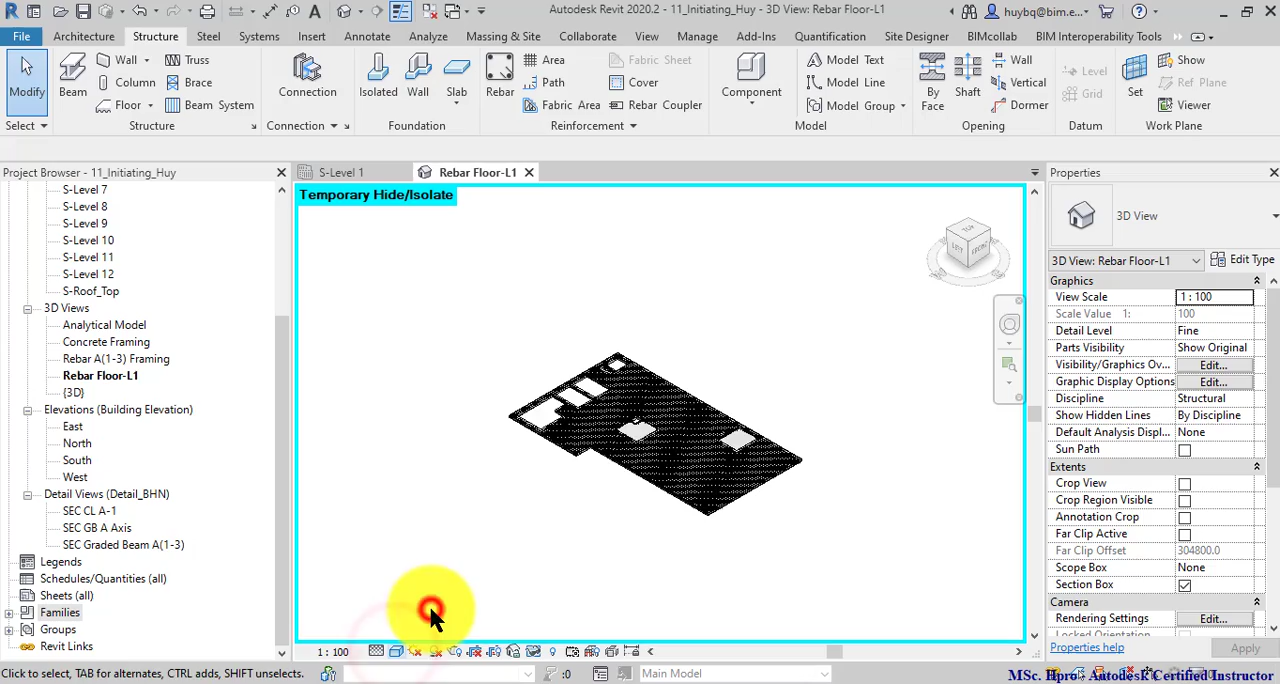 Autodesk Revit 2020.2 - 11_Initiating_Huy - 3D View: Rebar Floor-L1
huybq@bim.e...
File
Architecture
Structure
Steel
Systems
Insert
Annotate
Analyze
Massing & Site
Collaborate
View
Manage
Add-Ins
Quantification
Site Designer
BIMcollab
BIM Interoperability Tools
Modify
Beam
Wall
Column
Floor
Truss
Brace
Beam System
Connection
Isolated
Wall
Slab
Rebar
Area
Path
Fabric Area
Fabric Sheet
Cover
Rebar Coupler
Component
Model Text
Model Line
Model Group
By
Face
Shaft
Wall
Vertical
Dormer
Level
Grid
Set
Show
Ref Plane
Viewer
Select
Structure
Connection
Foundation
Reinforcement
Model
Opening
Datum
Work Plane
Project Browser - 11_Initiating_Huy
S-Level 7
S-Level 8
S-Level 9
S-Level 10
S-Level 11
S-Level 12
S-Roof_Top
3D Views
Analytical Model
Concrete Framing
Rebar A(1-3) Framing
Rebar Floor-L1
{3D}
Elevations (Building Elevation)
East
North
South
West
Detail Views (Detail_BHN)
SEC CL A-1
SEC GB A Axis
SEC Graded Beam A(1-3)
Legends
Schedules/Quantities (all)
Sheets (all)
Families
Groups
Revit Links
S-Level 1
Rebar Floor-L1
Temporary Hide/Isolate
TOP
LEFT
FRONT
1 : 100
Properties
3D View
3D View: Rebar Floor-L1
Edit Type
Graphics
View Scale 1 : 100
Scale Value 1: 100
Detail Level Fine
Parts Visibility Show Original
Visibility/Graphics Ov... Edit...
Graphic Display Options Edit...
Discipline Structural
Show Hidden Lines By Discipline
Default Analysis Displ... None
Sun Path
Extents
Crop View
Crop Region Visible
Annotation Crop
Far Clip Active
Far Clip Offset 304800.0
Scope Box None
Section Box
Camera
Rendering Settings Edit...
Properties help
Apply
Click to select, TAB for alternates, CTRL adds, SHIFT unselects.
:0
Main Model
MSc. Hpro - Autodesk Certified Instructor